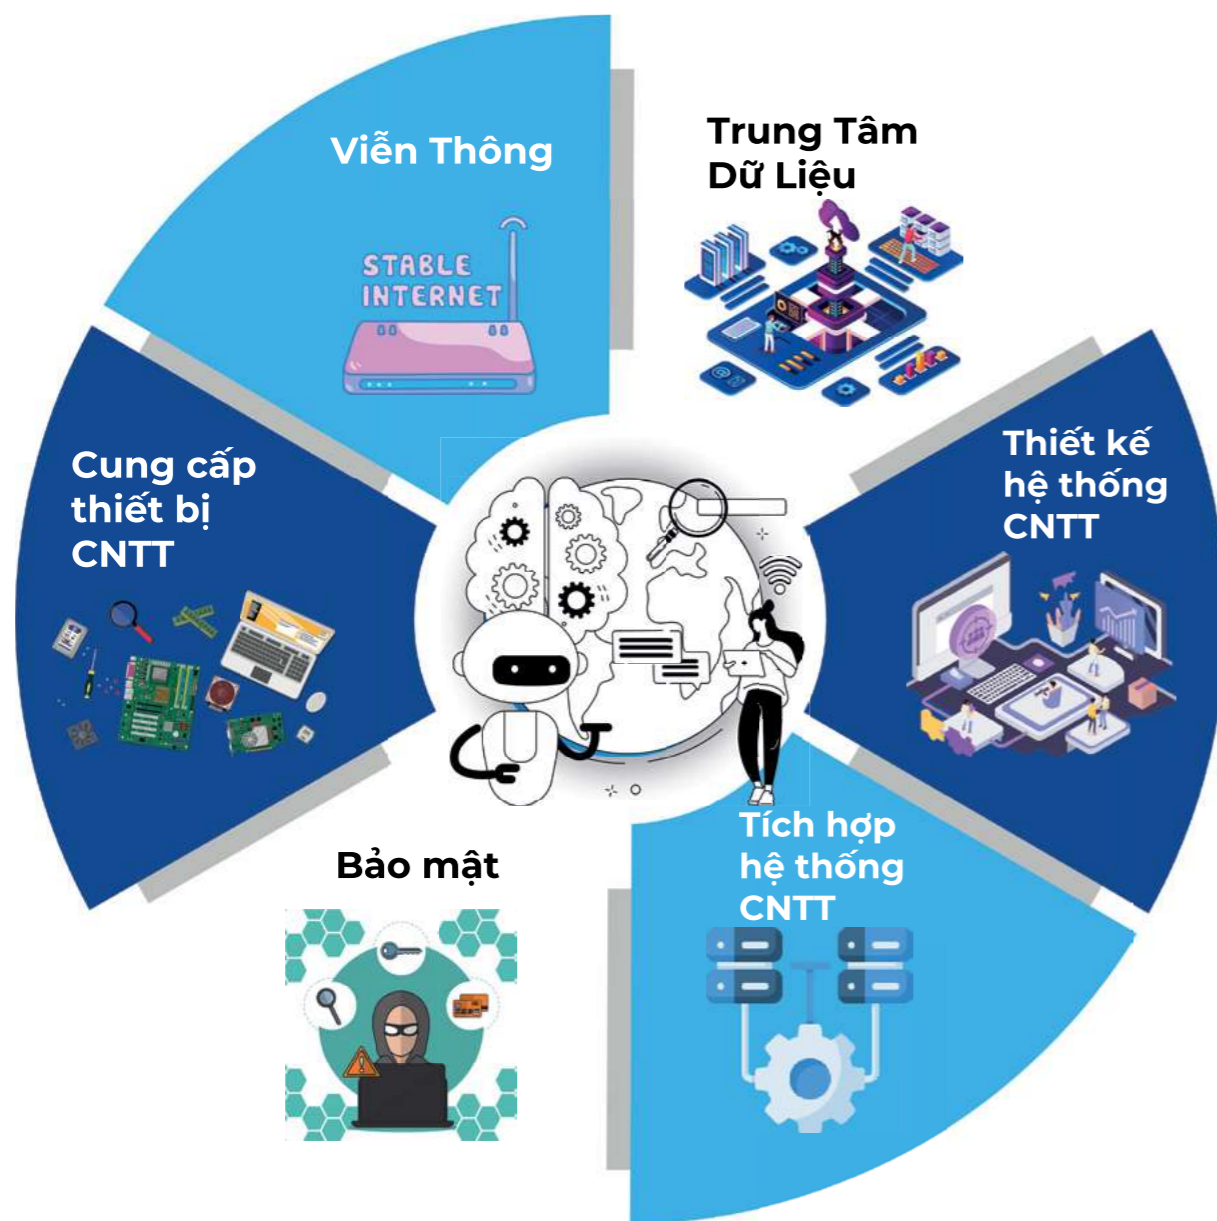 Viễn Thông
STABLE
INTERNET
Trung Tâm
Dữ Liệu
Cung cấp
thiết bị
CNTT
Thiết kế
hệ thống
CNTT
Bảo mật
Tích hợp
hệ thống
CNTT